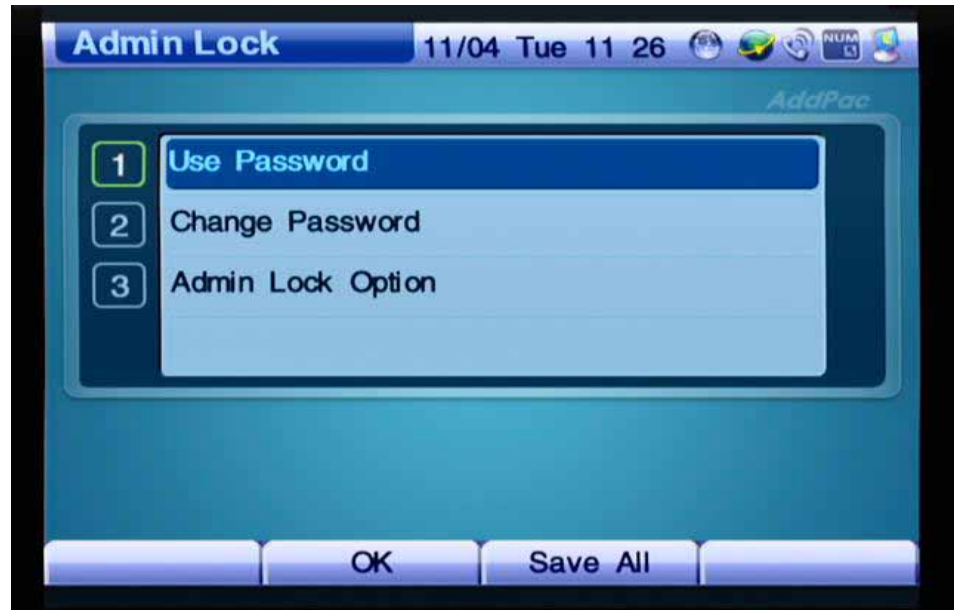 Admin Lock 11/04 Tue 11 26 NUM
AddPac
1 Use Password
2 Change Password
3 Admin Lock Option
OK Save All